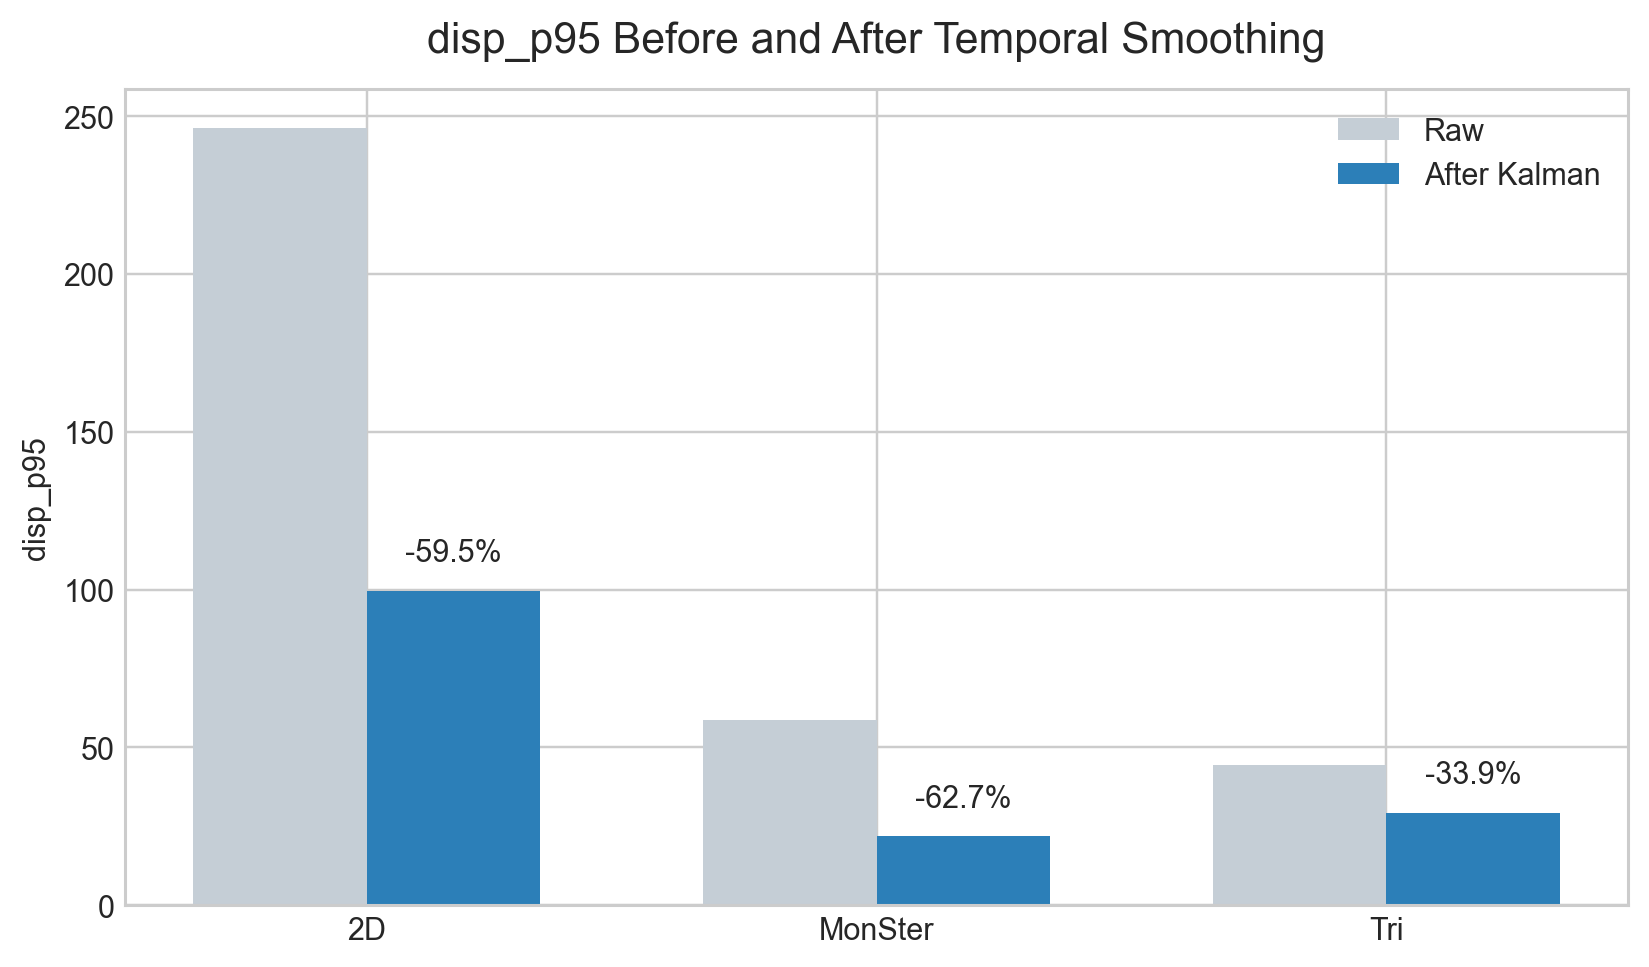 disp_p95 Before and After Temporal Smoothing
Raw
After Kalman
disp_p95
250
200
150
100
50
0
-59.5%
-62.7%
-33.9%
2D
MonSter
Tri